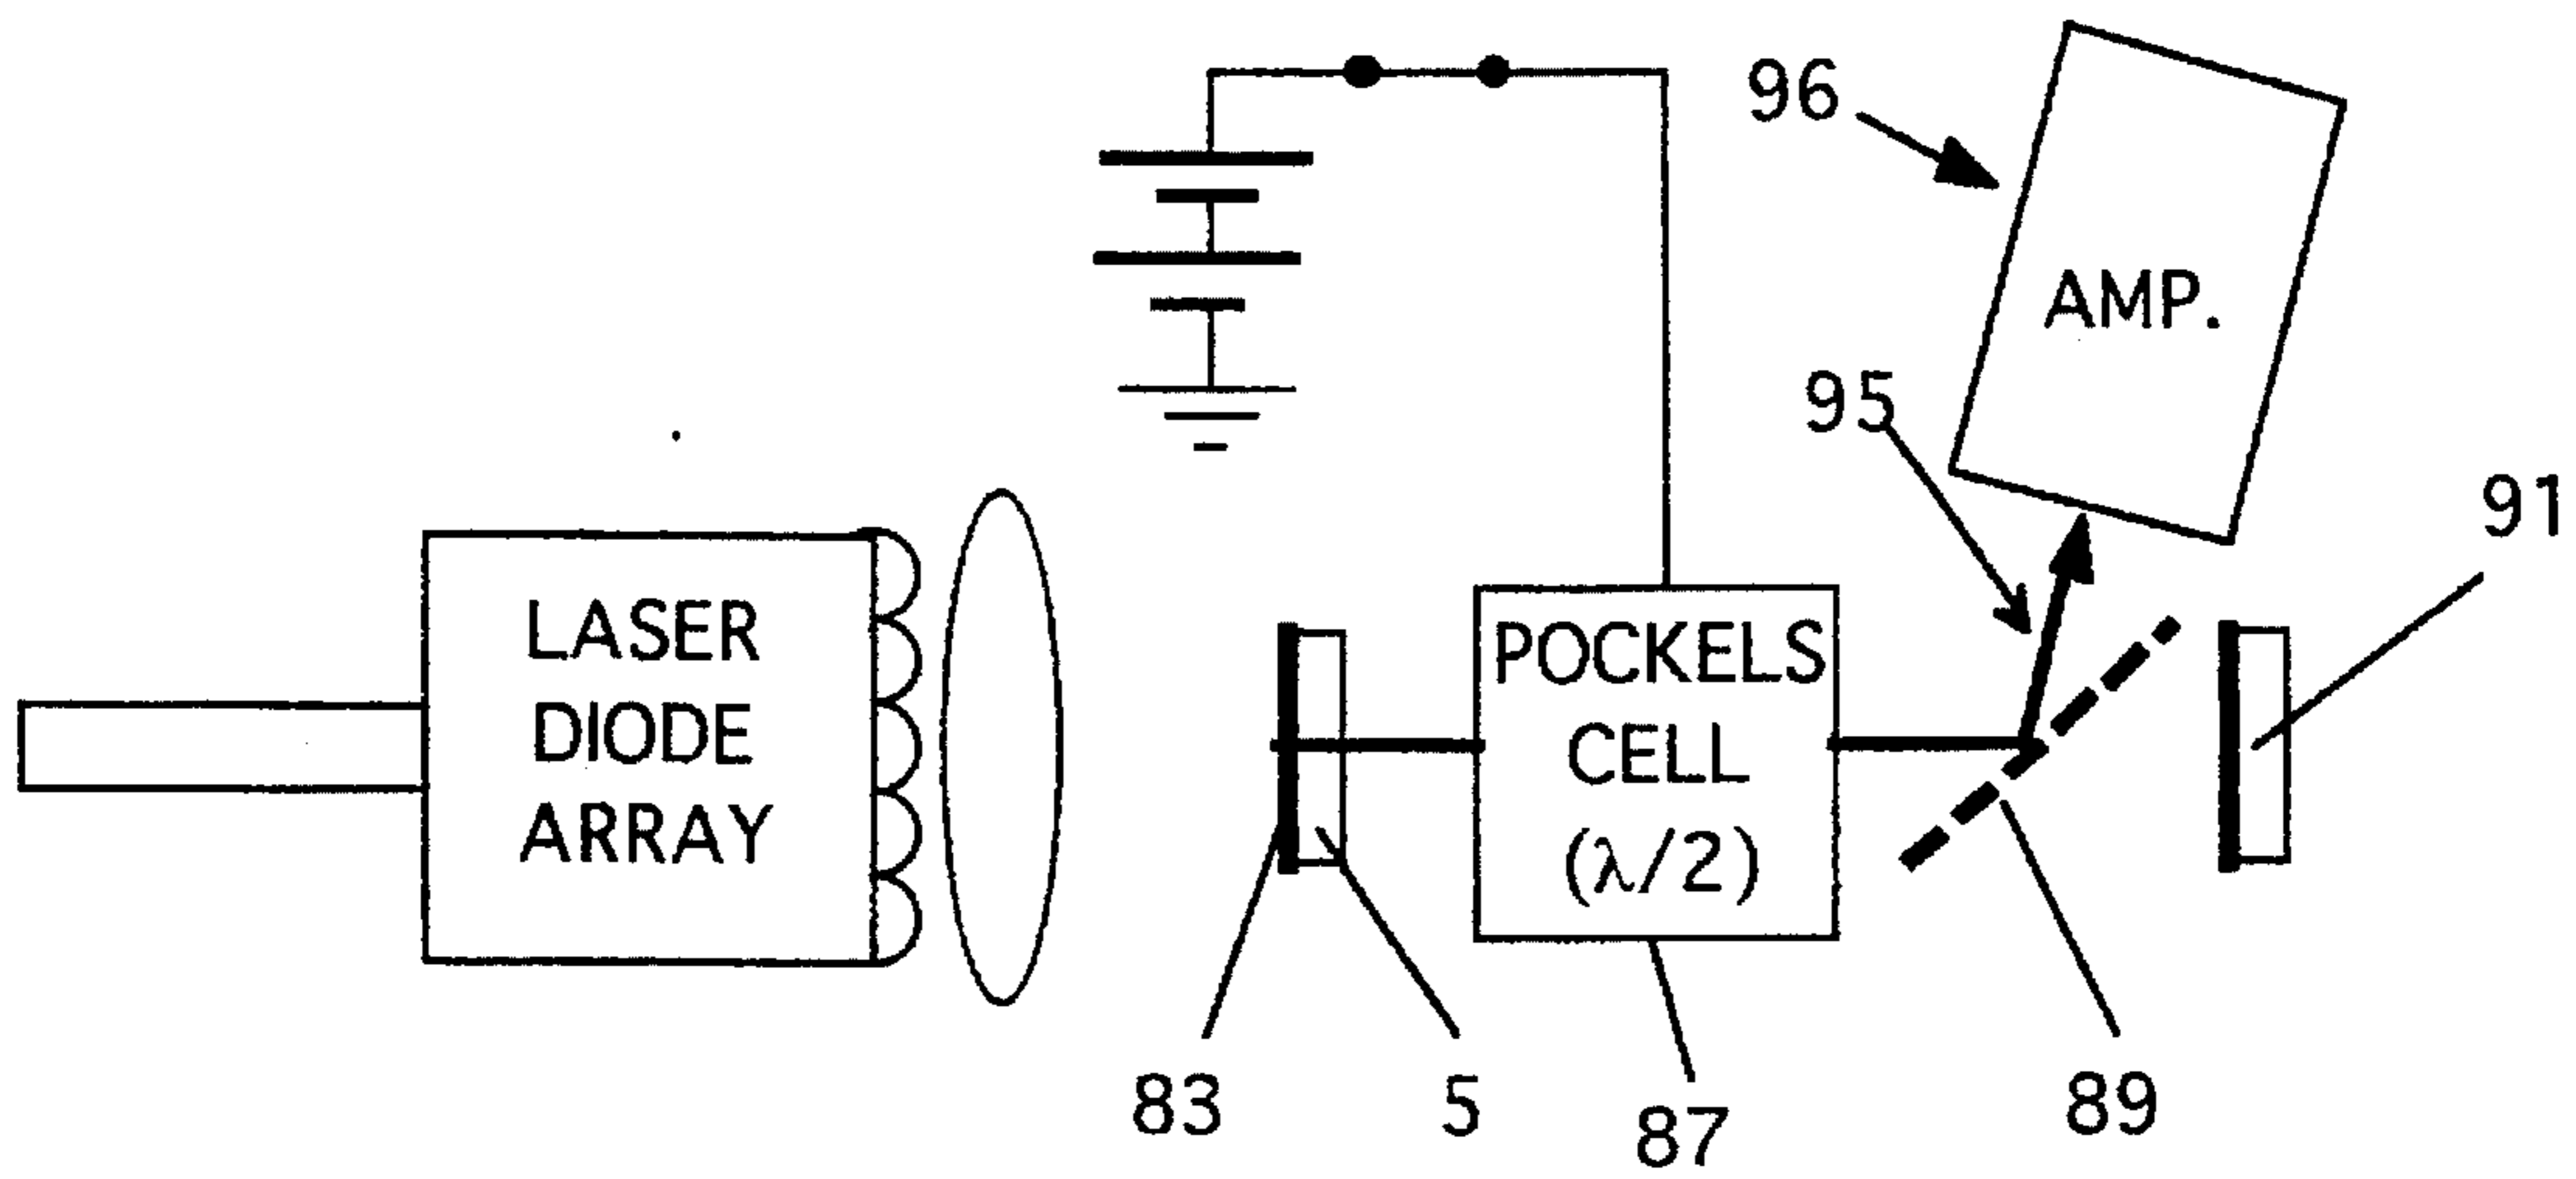 96
AMP.
95
91
LASER
DIODE
ARRAY
POCKELS
CELL
(λ/2)
83
5
87
89